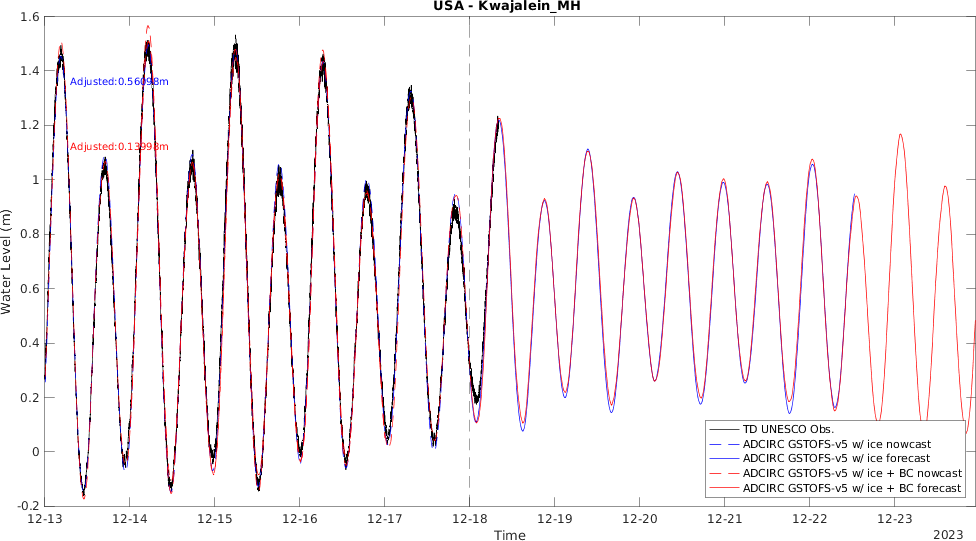 USA - Kwajalein_MH
1.6
1.4
1.2
1
0.8
0.6
0.4
0.2
0
-0.2
Water Level (m)
Adjusted:0.56098m
Adjusted:0.13998m
TD UNESCO Obs.
ADCIRC GSTOFS-v5 w/ ice nowcast
ADCIRC GSTOFS-v5 w/ ice forecast
ADCIRC GSTOFS-v5 w/ ice + BC nowcast
ADCIRC GSTOFS-v5 w/ ice + BC forecast
12-13 12-14 12-15 12-16 12-17 12-18 12-19 12-20 12-21 12-22 12-23
Time
2023